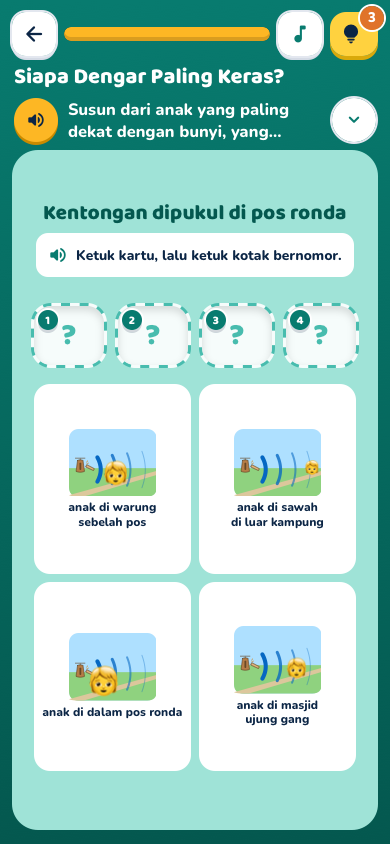 3
Siapa Dengar Paling Keras?
Susun dari anak yang paling
dekat dengan bunyi, yang...
Kentongan dipukul di pos ronda
Ketuk kartu, lalu ketuk kotak bernomor.
1 ? 2 ? 3 ? 4 ?
anak di warung
sebelah pos
anak di sawah
di luar kampung
anak di dalam pos ronda
anak di masjid
ujung gang